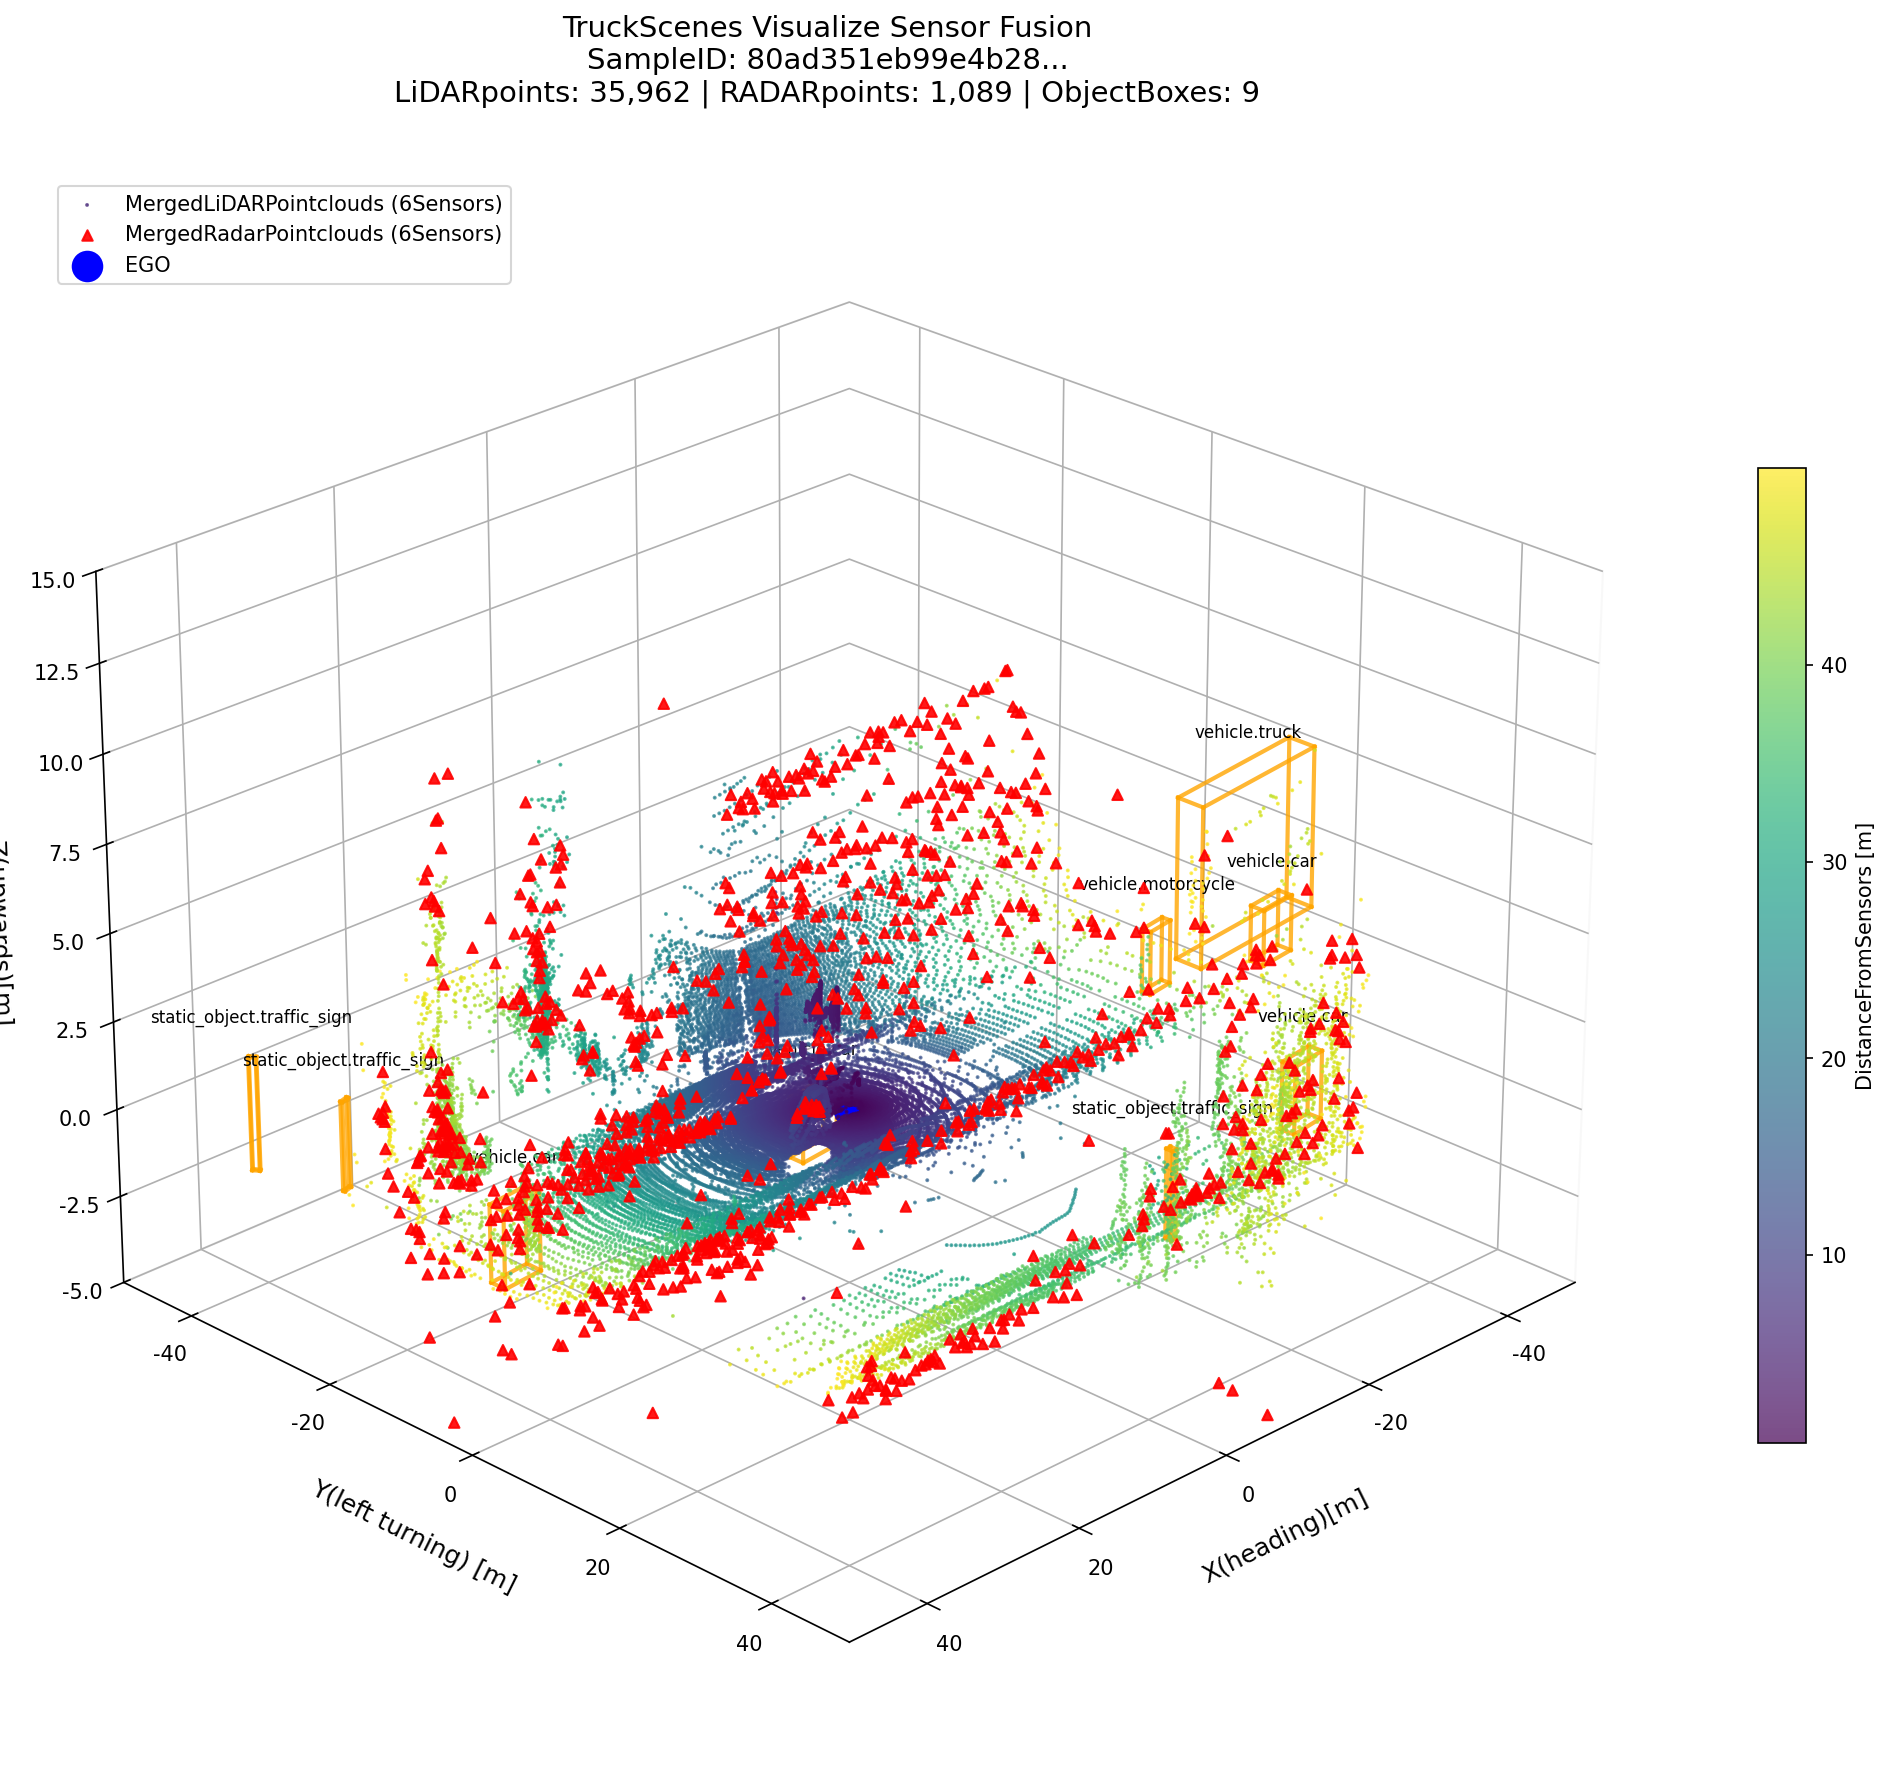 TruckScenes Visualize Sensor Fusion
SampleID: 80ad351eb99e4b28...
LiDARpoints: 35,962 | RADARpoints: 1,089 | ObjectBoxes: 9
MergedLiDARPointclouds (6Sensors)
MergedRadarPointclouds (6Sensors)
EGO
15.0
12.5
10.0
7.5
5.0
2.5
0.0
-2.5
-5.0
vehicle.truck
vehicle.car
vehicle.motorcycle
static_object.traffic_sign
static_object.traffic_sign
vehicle.car
static_object.traffic_sign
vehicle.car
-40
-20
0
20
40
Y(left turning) [m]
-40
-20
0
20
40
X(heading)[m]
40
30
20
10
DistanceFromSensors [m]